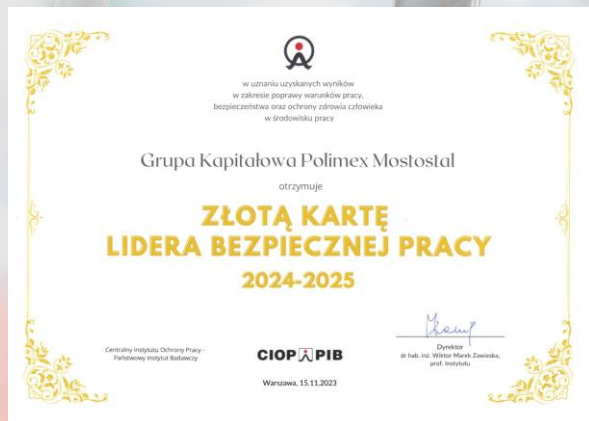 w uznaniu uzyskanych wyników
w zakresie poprawy warunków pracy,
bezpieczeństwa oraz ochrony zdrowia człowieka
w środowisku pracy
Grupa Kapitałowa Polimex Mostostal
otrzymuje
ZŁOTĄ KARTĘ
LIDERA BEZPIECZNEJ PRACY
2024-2025
Centralny Instytutu Ochrony Pracy –
Państwowy Instytut Badawczy
CIOP PIB
Dyrektor
dr hab. inż. Wiktor Marek Zawieska,
prof. Instytutu
Warszawa, 15.11.2023